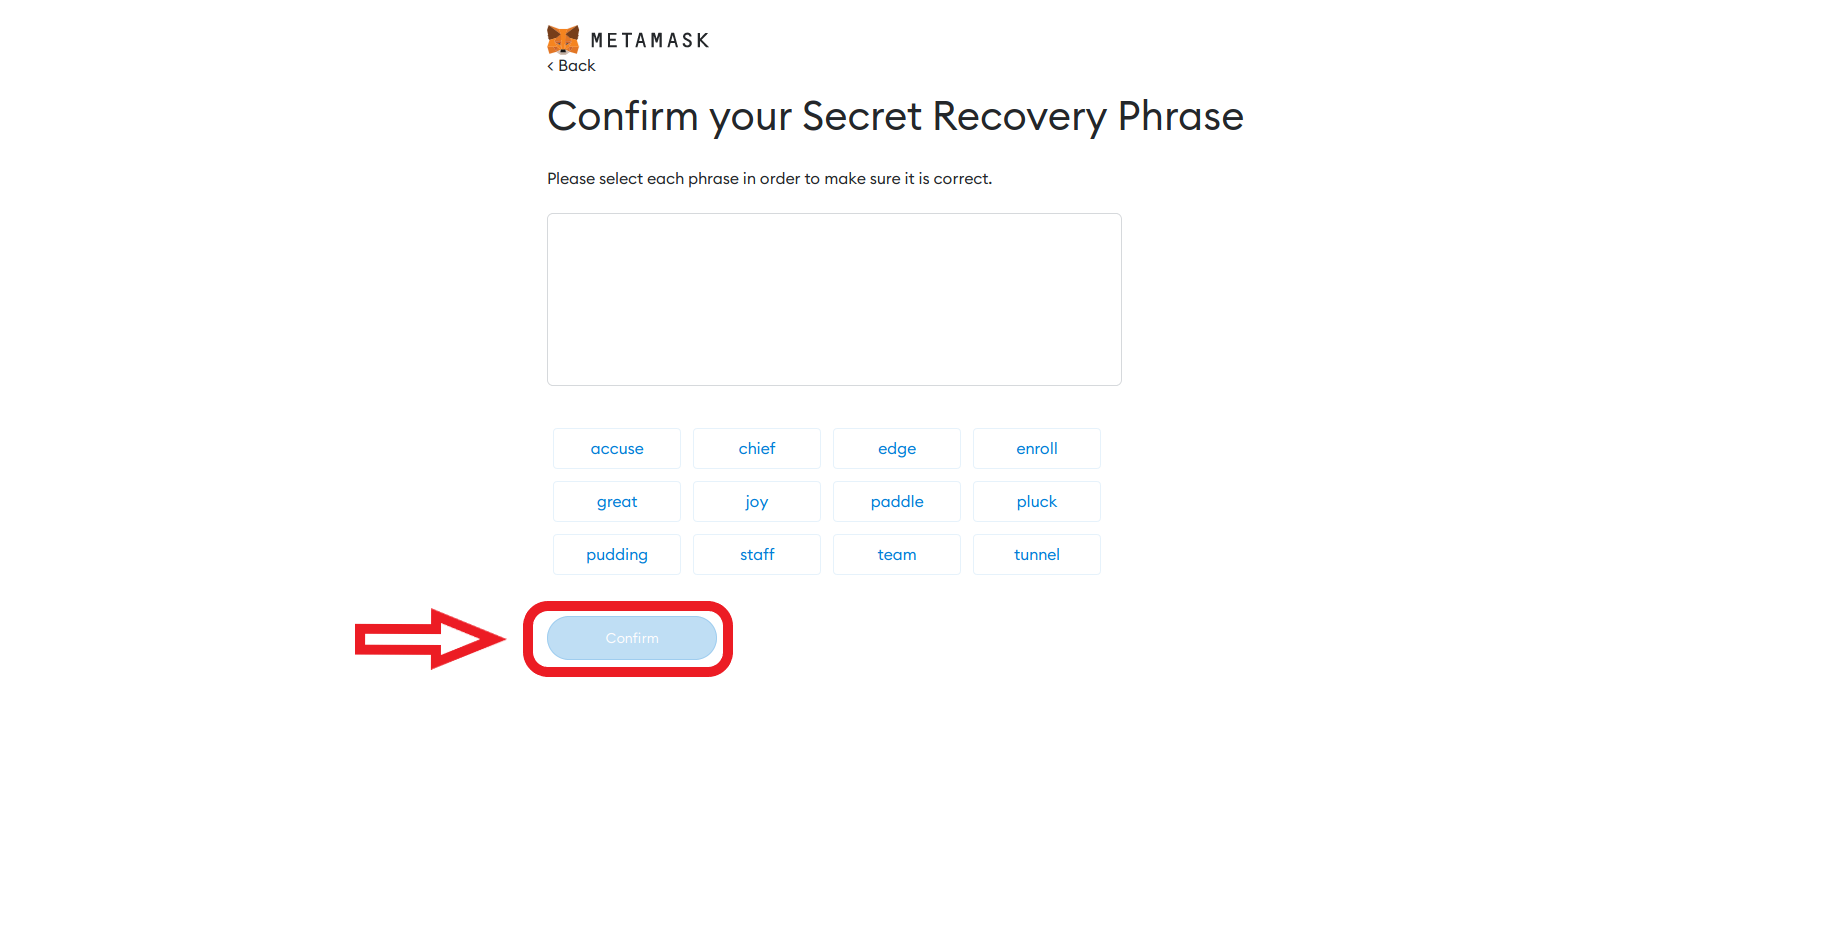 METAMASK
< Back
Confirm your Secret Recovery Phrase
Please select each phrase in order to make sure it is correct.
accuse chief edge enroll
great joy paddle pluck
pudding staff team tunnel
Confirm